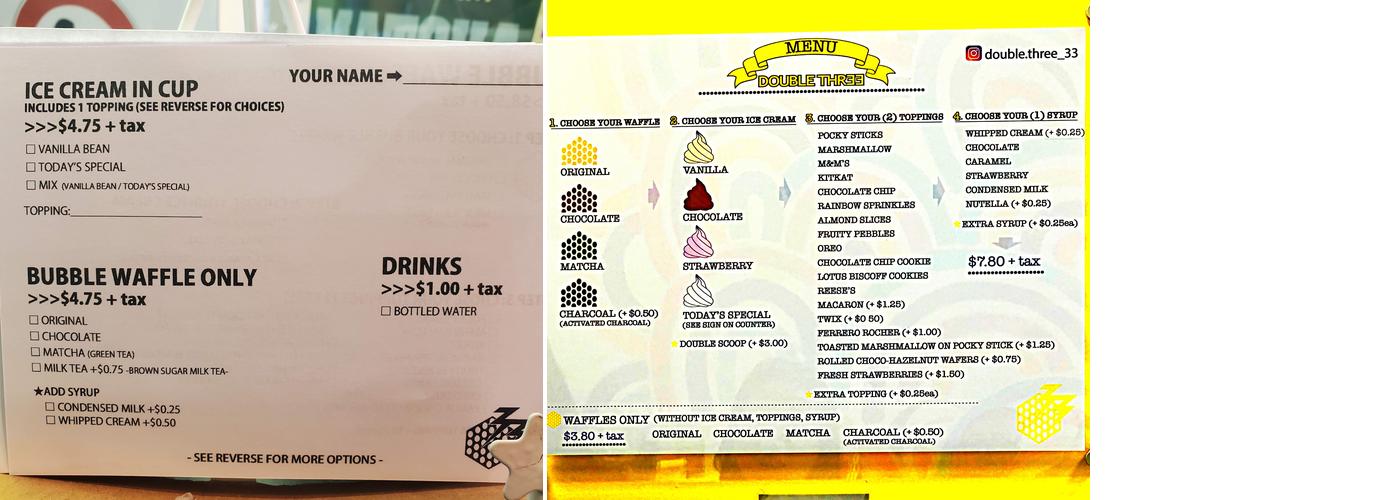 YOUR NAME ➡
ICE CREAM IN CUP
INCLUDES 1 TOPPING (SEE REVERSE FOR CHOICES)
>>>$4.75 + tax
☐ VANILLA BEAN
☐ TODAY'S SPECIAL
☐ MIX (VANILLA BEAN / TODAY'S SPECIAL)
TOPPING:
BUBBLE WAFFLE ONLY
>>>$4.75 + tax
☐ ORIGINAL
☐ CHOCOLATE
☐ MATCHA (GREEN TEA)
☐ MILK TEA +$0.75 -BROWN SUGAR MILK TEA-
★ADD SYRUP
☐ CONDENSED MILK +$0.25
☐ WHIPPED CREAM +$0.50
DRINKS
>>>$1.00 + tax
☐ BOTTLED WATER
- SEE REVERSE FOR MORE OPTIONS -
MENU
DOUBLE THR33
double.three_33
1. CHOOSE YOUR WAFFLE
ORIGINAL
CHOCOLATE
MATCHA
CHARCOAL (+ $0.50)
(ACTIVATED CHARCOAL)
2. CHOOSE YOUR ICE CREAM
VANILLA
CHOCOLATE
STRAWBERRY
TODAY'S SPECIAL
(SEE SIGN ON COUNTER)
★DOUBLE SCOOP (+ $3.00)
3. CHOOSE YOUR (2) TOPPINGS
POCKY STICKS
MARSHMALLOW
M&M'S
KITKAT
CHOCOLATE CHIP
RAINBOW SPRINKLES
ALMOND SLICES
FRUITY PEBBLES
OREO
CHOCOLATE CHIP COOKIE
LOTUS BISCOFF COOKIES
REESE'S
MACARON (+ $1.25)
TWIX (+ $0 50)
FERRERO ROCHER (+ $1.00)
TOASTED MARSHMALLOW ON POCKY STICK (+ $1.25)
ROLLED CHOCO-HAZELNUT WAFERS (+ $0.75)
FRESH STRAWBERRIES (+ $1.50)
★EXTRA TOPPING (+ $0.25ea)
4. CHOOSE YOUR (1) SYRUP
WHIPPED CREAM (+ $0.25)
CHOCOLATE
CARAMEL
STRAWBERRY
CONDENSED MILK
NUTELLA (+ $0.25)
★EXTRA SYRUP (+ $0.25ea)
$7.80 + tax
WAFFLES ONLY (WITHOUT ICE CREAM, TOPPINGS, SYRUP)
$3.80 + tax ORIGINAL CHOCOLATE MATCHA CHARCOAL (+ $0.50)
(ACTIVATED CHARCOAL)